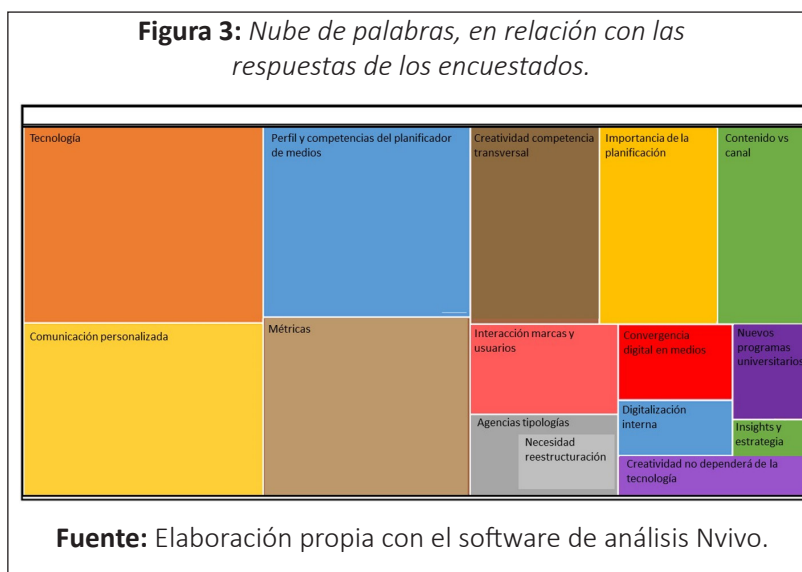 Figura 3: Nube de palabras, en relación con las
respuestas de los encuestados.
Tecnología
Perfil y competencias del planificador
de medios
Creatividad competencia
transversal
Importancia de la
planificación
Contenido vs
canal
Comunicación personalizada
Métricas
Interacción marcas y
usuarios
Convergencia
digital en medios
Nuevos
programas
universitarios
Agencias tipologías
Necesidad
reestructuración
Digitalización
interna
Insights y
estrategia
Creatividad no dependerá de la
tecnología
Fuente: Elaboración propia con el software de análisis Nvivo.